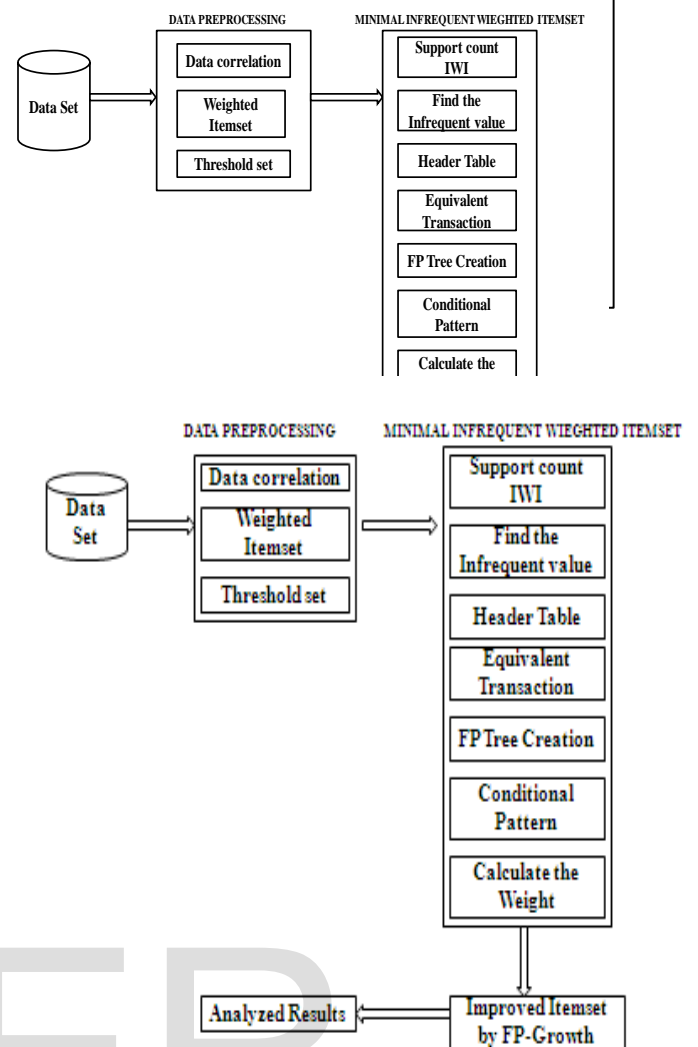 DATA PREPROCESSING
MINIMAL INFREQUENT WIEGHTED ITEMSET
Data Set
Data correlation
Weighted
Itemset
Threshold set
Support count
IWI
Find the
Infrequent value
Header Table
Equivalent
Transaction
FP Tree Creation
Conditional
Pattern
Calculate the
DATA PREPROCESSING
MINIMAL INFREQUENT WIEGHTED ITEMSET
Data
Set
Data correlation
Weighted
Itemset
Threshold set
Support count
IWI
Find the
Infrequent value
Header Table
Equivalent
Transaction
FP Tree Creation
Conditional
Pattern
Calculate the
Weight
Improved Itemset
by FP-Growth
Analyzed Results